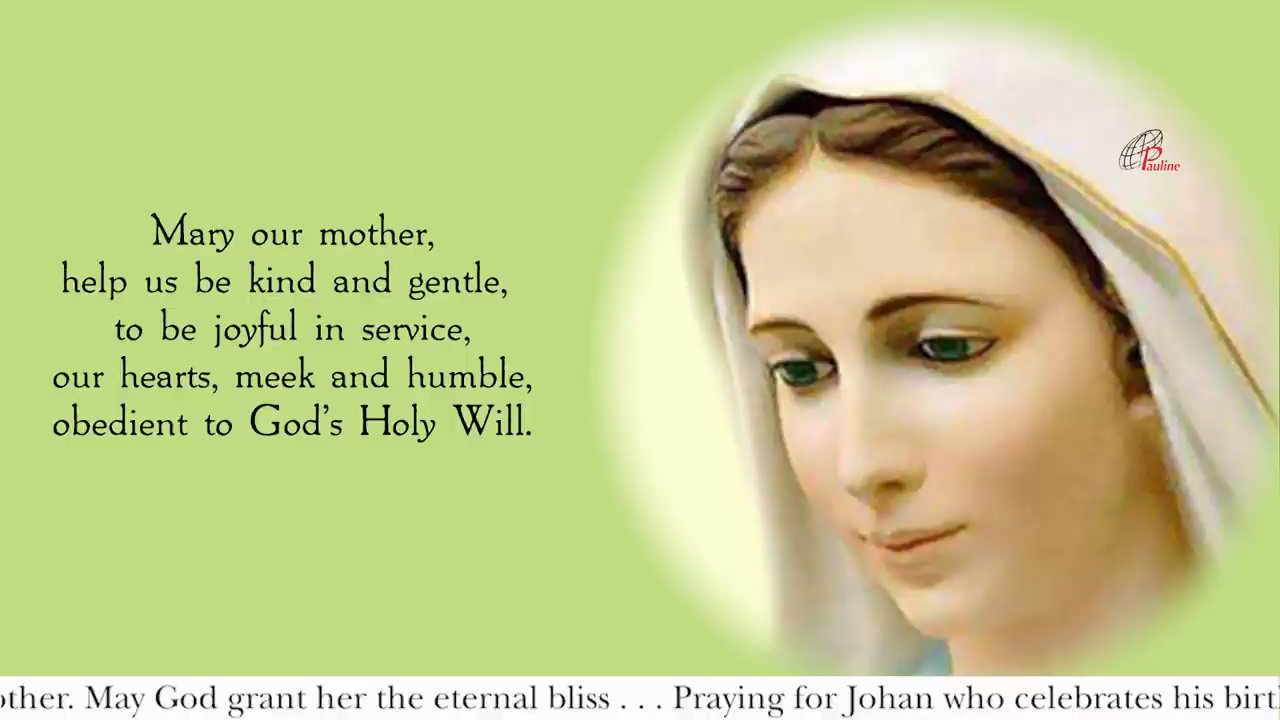 Mary our mother,
help us be kind and gentle,
to be joyful in service,
our hearts, meek and humble,
obedient to God's Holy Will.
Pauline
other. May God grant her the eternal bliss . . . Praying for Johan who celebrates his birt